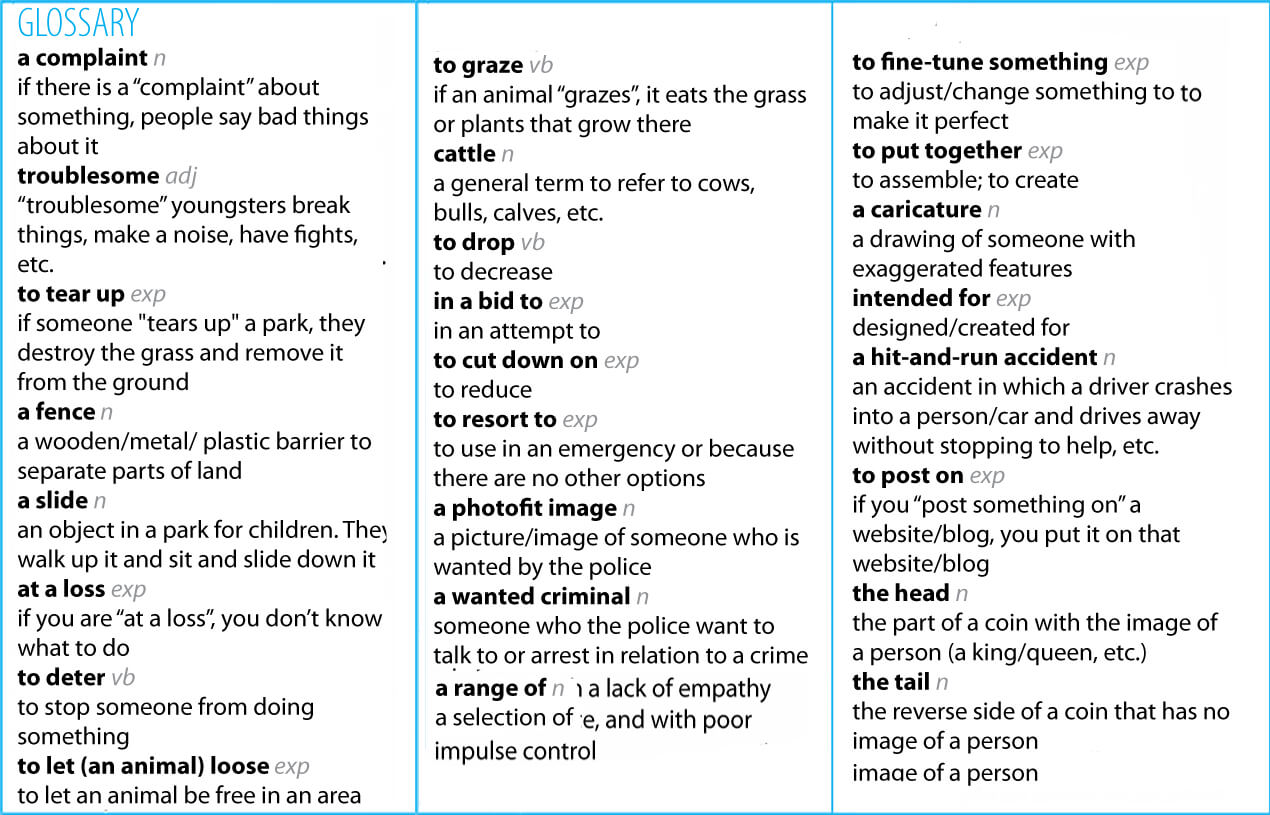 GLOSSARY
a complaint n
if there is a “complaint” about
something, people say bad things
about it
troublesome adj
“troublesome” youngsters break
things, make a noise, have fights,
etc.
to tear up exp
if someone "tears up" a park, they
destroy the grass and remove it
from the ground
a fence n
a wooden/metal/ plastic barrier to
separate parts of land
a slide n
an object in a park for children. They
walk up it and sit and slide down it
at a loss exp
if you are “at a loss”, you don’t know
what to do
to deter vb
to stop someone from doing
something
to let (an animal) loose exp
to let an animal be free in an area
to graze vb
if an animal “grazes”, it eats the grass
or plants that grow there
cattle n
a general term to refer to cows,
bulls, calves, etc.
to drop vb
to decrease
in a bid to exp
in an attempt to
to cut down on exp
to reduce
to resort to exp
to use in an emergency or because
there are no other options
a photofit image n
a picture/image of someone who is
wanted by the police
a wanted criminal n
someone who the police want to
talk to or arrest in relation to a crime
a range of n a lack of empathy
a selection of e, and with poor
impulse control
to fine-tune something exp
to adjust/change something to to
make it perfect
to put together exp
to assemble; to create
a caricature n
a drawing of someone with
exaggerated features
intended for exp
designed/created for
a hit-and-run accident n
an accident in which a driver crashes
into a person/car and drives away
without stopping to help, etc.
to post on exp
if you “post something on” a
website/blog, you put it on that
website/blog
the head n
the part of a coin with the image of
a person (a king/queen, etc.)
the tail n
the reverse side of a coin that has no
image of a person
image of a person